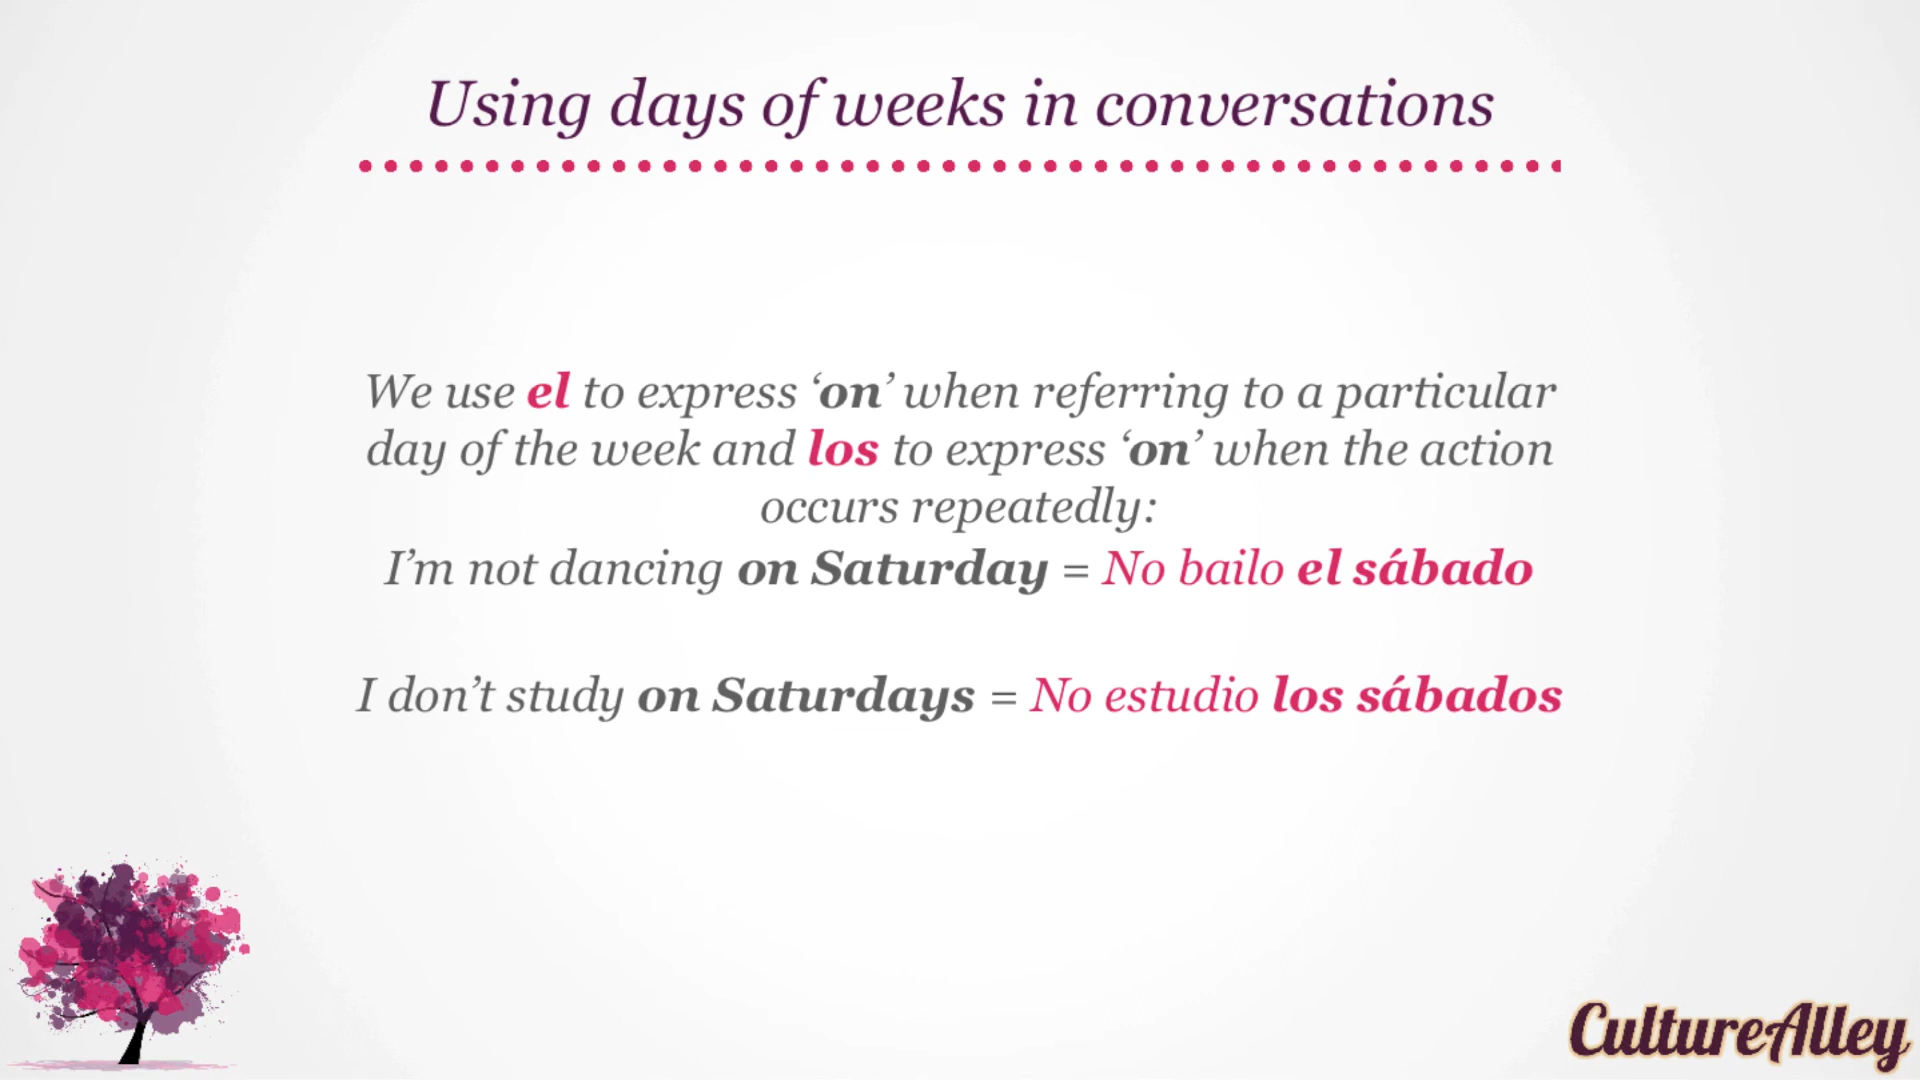 Using days of weeks in conversations
We use el to express ‘on’ when referring to a particular
day of the week and los to express ‘on’ when the action
occurs repeatedly:
I’m not dancing on Saturday = No bailo el sábado
I don’t study on Saturdays = No estudio los sábados
CultureAlley